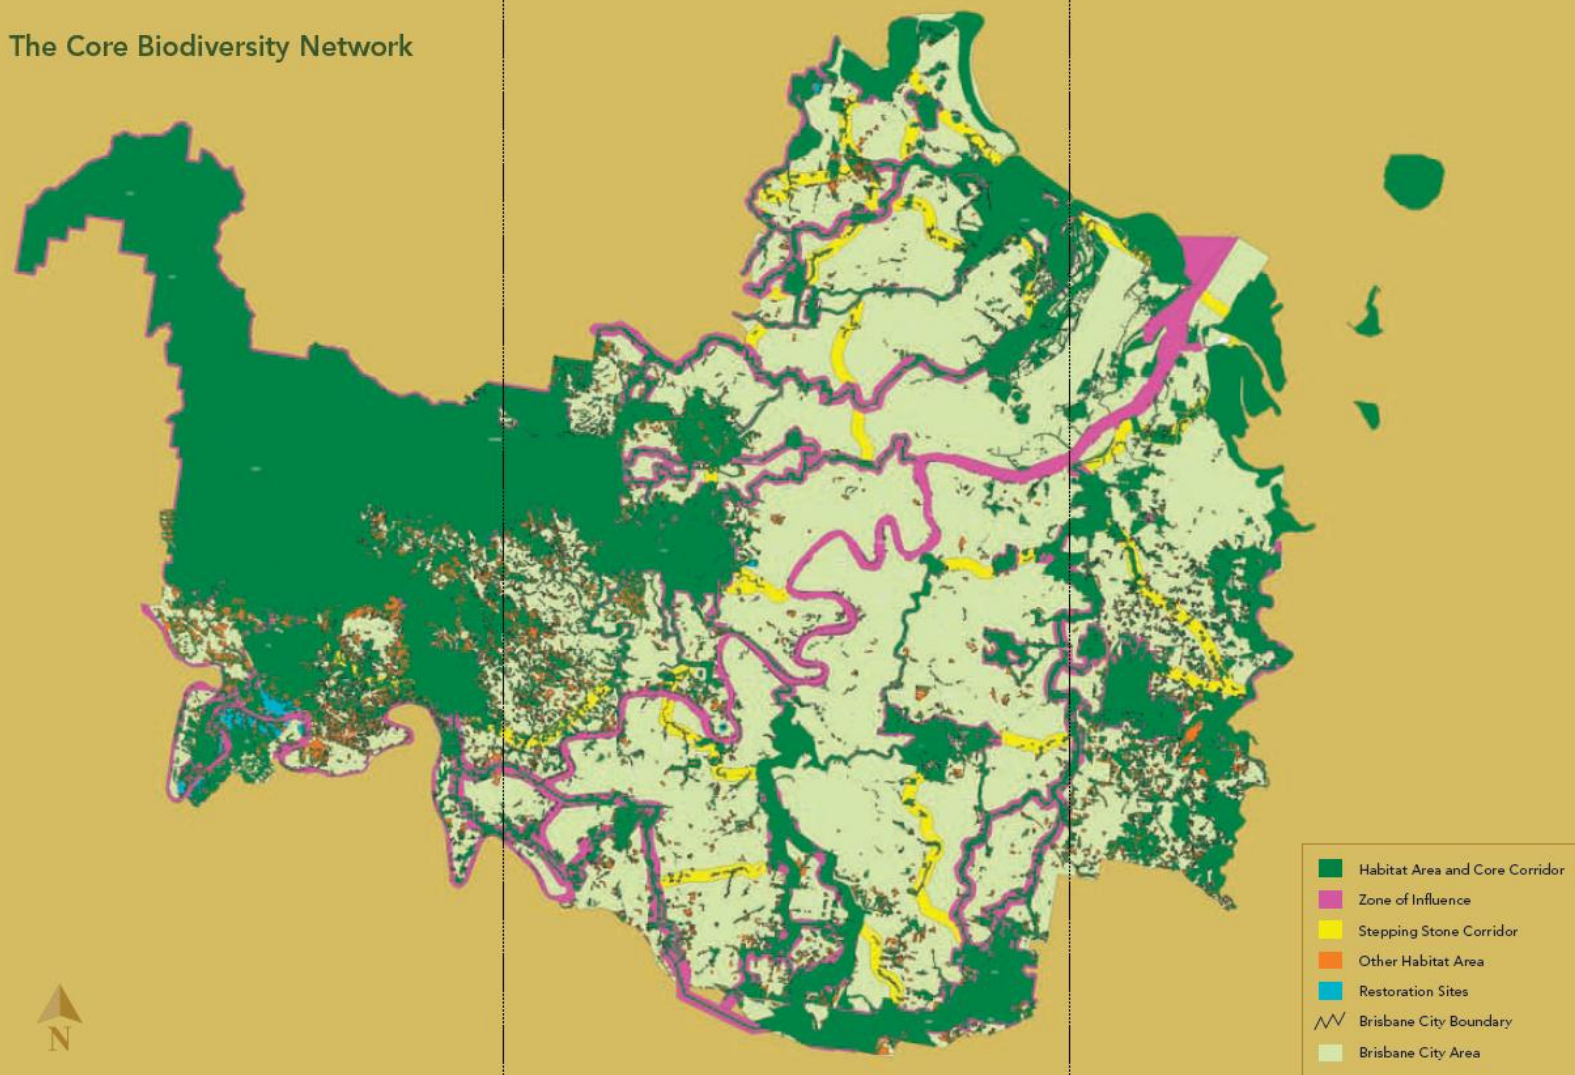 The Core Biodiversity Network
Habitat Area and Core Corridor
Zone of Influence
Stepping Stone Corridor
Other Habitat Area
Restoration Sites
Brisbane City Boundary
Brisbane City Area
N